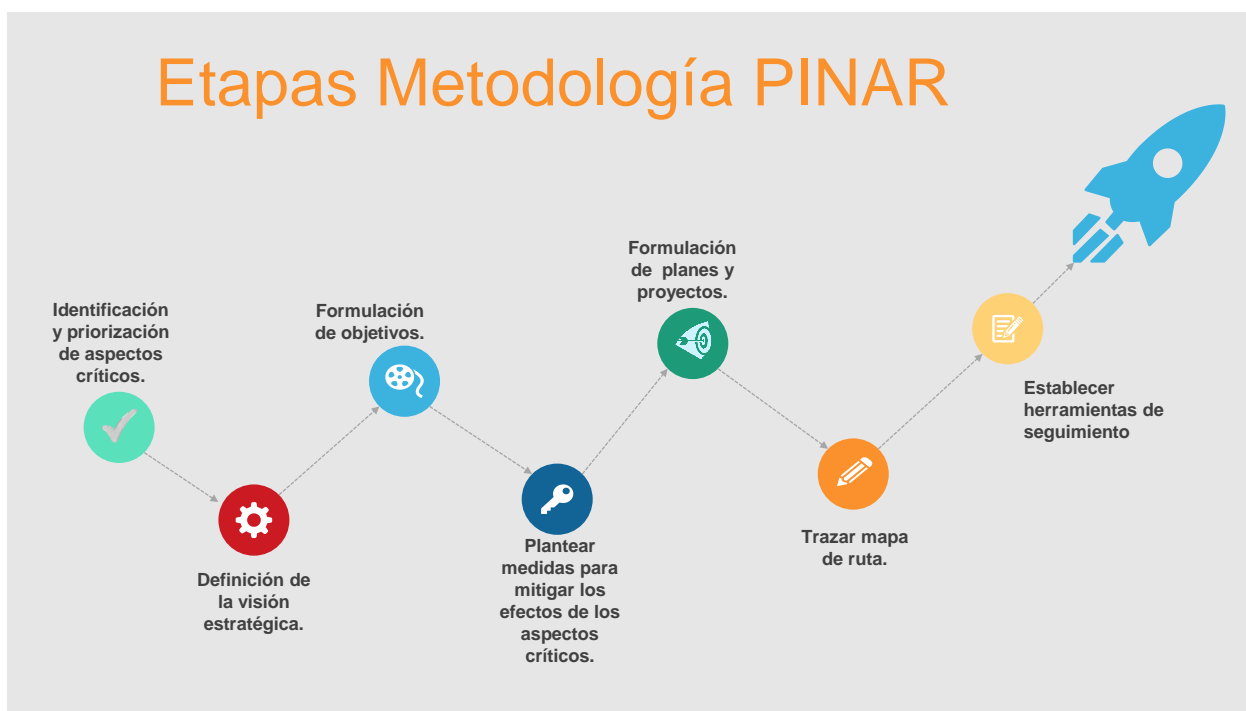 Etapas Metodología PINAR
Identificación
y priorización
de aspectos
críticos.
Definición de
la visión
estratégica.
Formulación
de objetivos.
Plantear
medidas para
mitigar los
efectos de los
aspectos
críticos.
Formulación
de planes y
proyectos.
Trazar mapa
de ruta.
Establecer
herramientas de
seguimiento